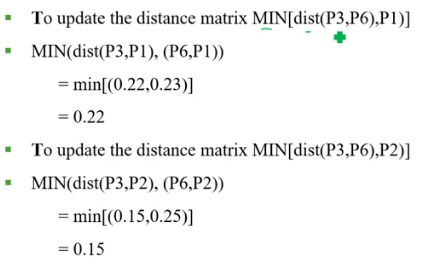 ▪ To update the distance matrix MIN[dist(P3,P6),P1)]
▪ MIN(dist(P3,P1), (P6,P1))
= min[(0.22,0.23)]
= 0.22
▪ To update the distance matrix MIN[dist(P3,P6),P2)]
▪ MIN(dist(P3,P2), (P6,P2))
= min[(0.15,0.25)]
= 0.15